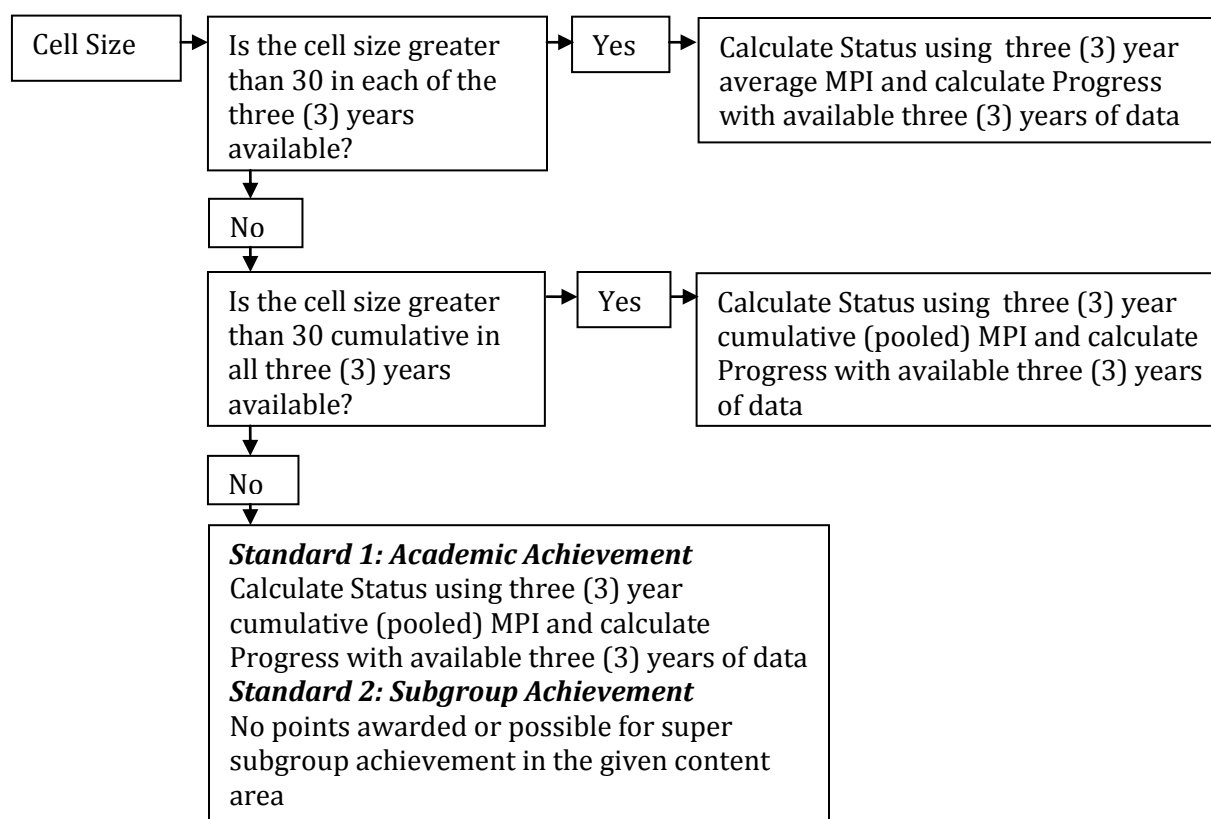 Cell Size
Is the cell size greater
than 30 in each of the
three (3) years
available?
Yes
Calculate Status using  three (3) year
average MPI and calculate Progress
with available three (3) years of data
No
Is the cell size greater
than 30 cumulative in
all three (3) years
available?
Yes
Calculate Status using  three (3) year
cumulative (pooled) MPI and calculate
Progress with available three (3) years
of data
No
Standard 1: Academic Achievement
Calculate Status using three (3) year
cumulative (pooled) MPI and calculate
Progress with available three (3) years of data
Standard 2: Subgroup Achievement
No points awarded or possible for super
subgroup achievement in the given content
area